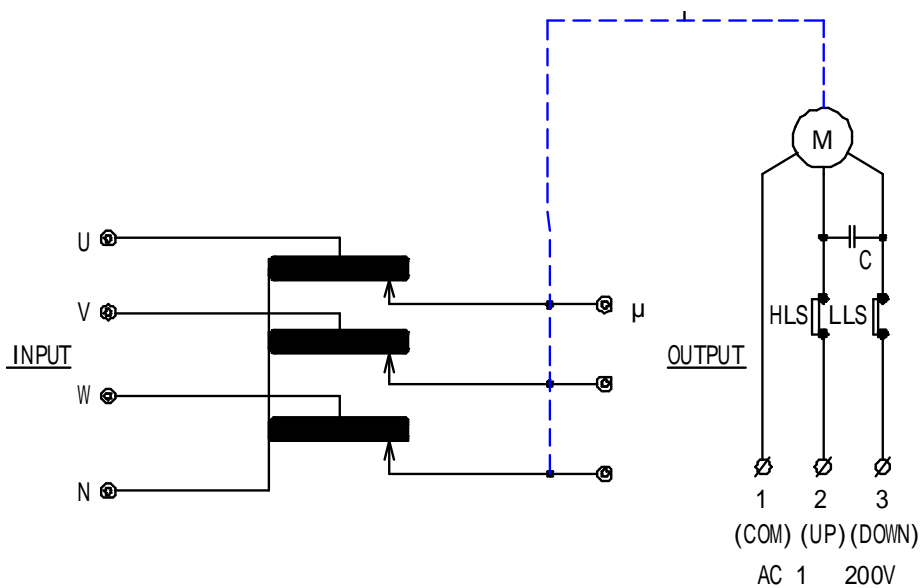 M
U
C
V
μ
HLS
LLS
INPUT
OUTPUT
W
N
1 2 3
(COM) (UP) (DOWN)
AC 1 200V